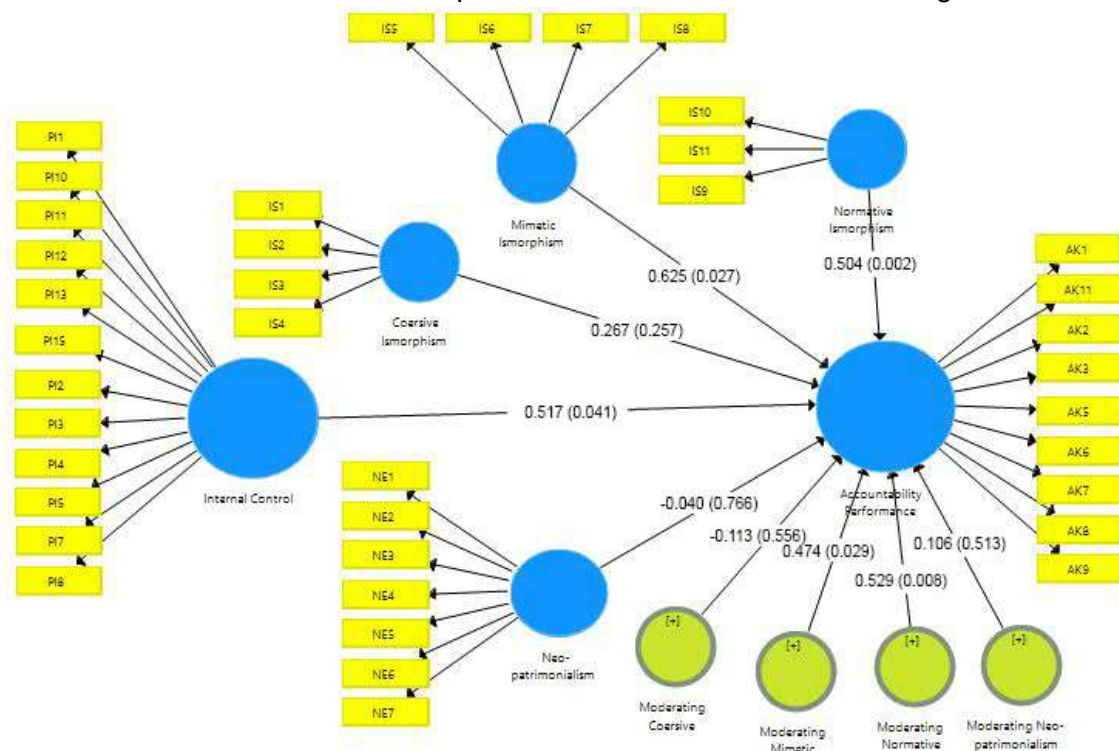 IS5
IS6
IS7
IS8
Mimetic
Ismorphism
IS10
IS11
IS9
Normative
Ismorphism
PI1
PI10
PI11
PI12
PI13
PI15
PI2
PI3
PI4
PI5
PI7
PI8
Internal Control
IS1
IS2
IS3
IS4
Coersive
Ismorphism
0.625 (0.027)
0.504 (0.002)
0.267 (0.257)
0.517 (0.041)
AK1
AK11
AK2
AK3
AK5
AK6
AK7
AK8
AK9
Accountability
Performance
NE1
NE2
NE3
NE4
NE5
NE6
NE7
Neo-
patrimonialism
-0.040 (0.766)
-0.113 (0.556)
0.474 (0.029)
0.529 (0.008)
0.106 (0.513)
[+]
Moderating
Coersive
[+]
Moderating
Mimetic
[+]
Moderating
Normative
[+]
Moderating Neo-
patrimonialism